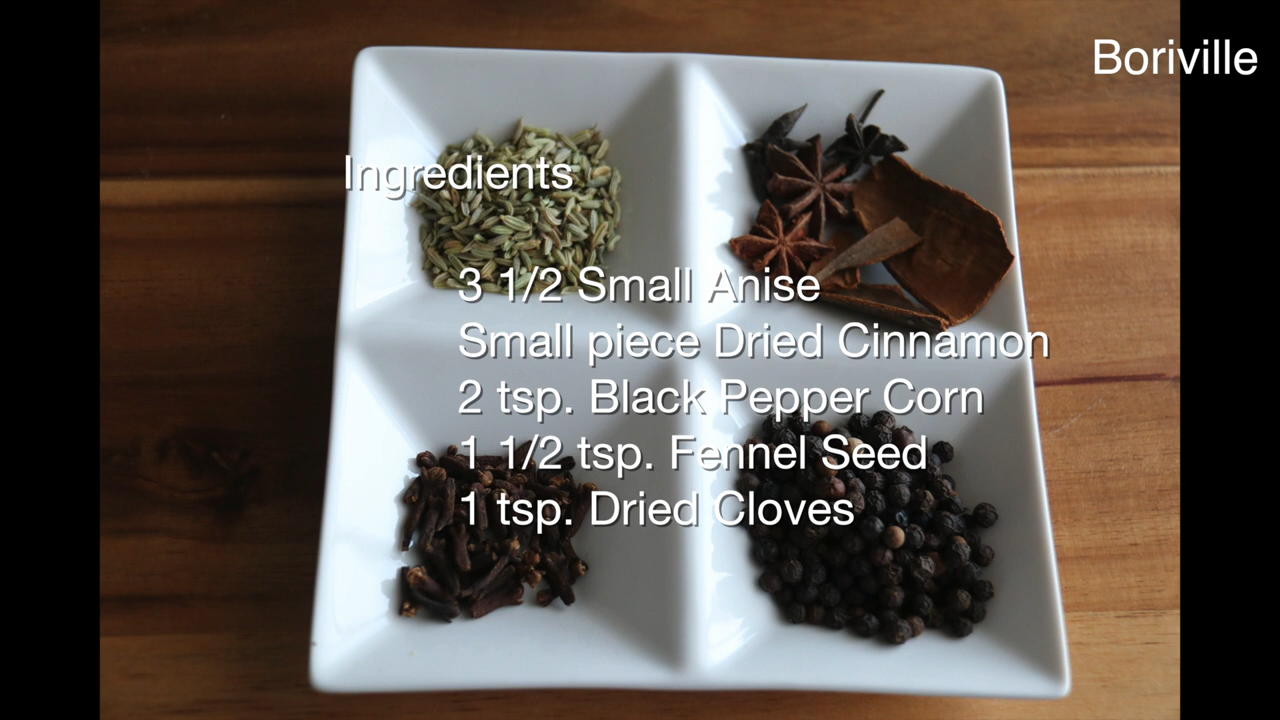 Boriville
Ingredients
3 1/2 Small Anise
Small piece Dried Cinnamon
2 tsp. Black Pepper Corn
1 1/2 tsp. Fennel Seed
1 tsp. Dried Cloves